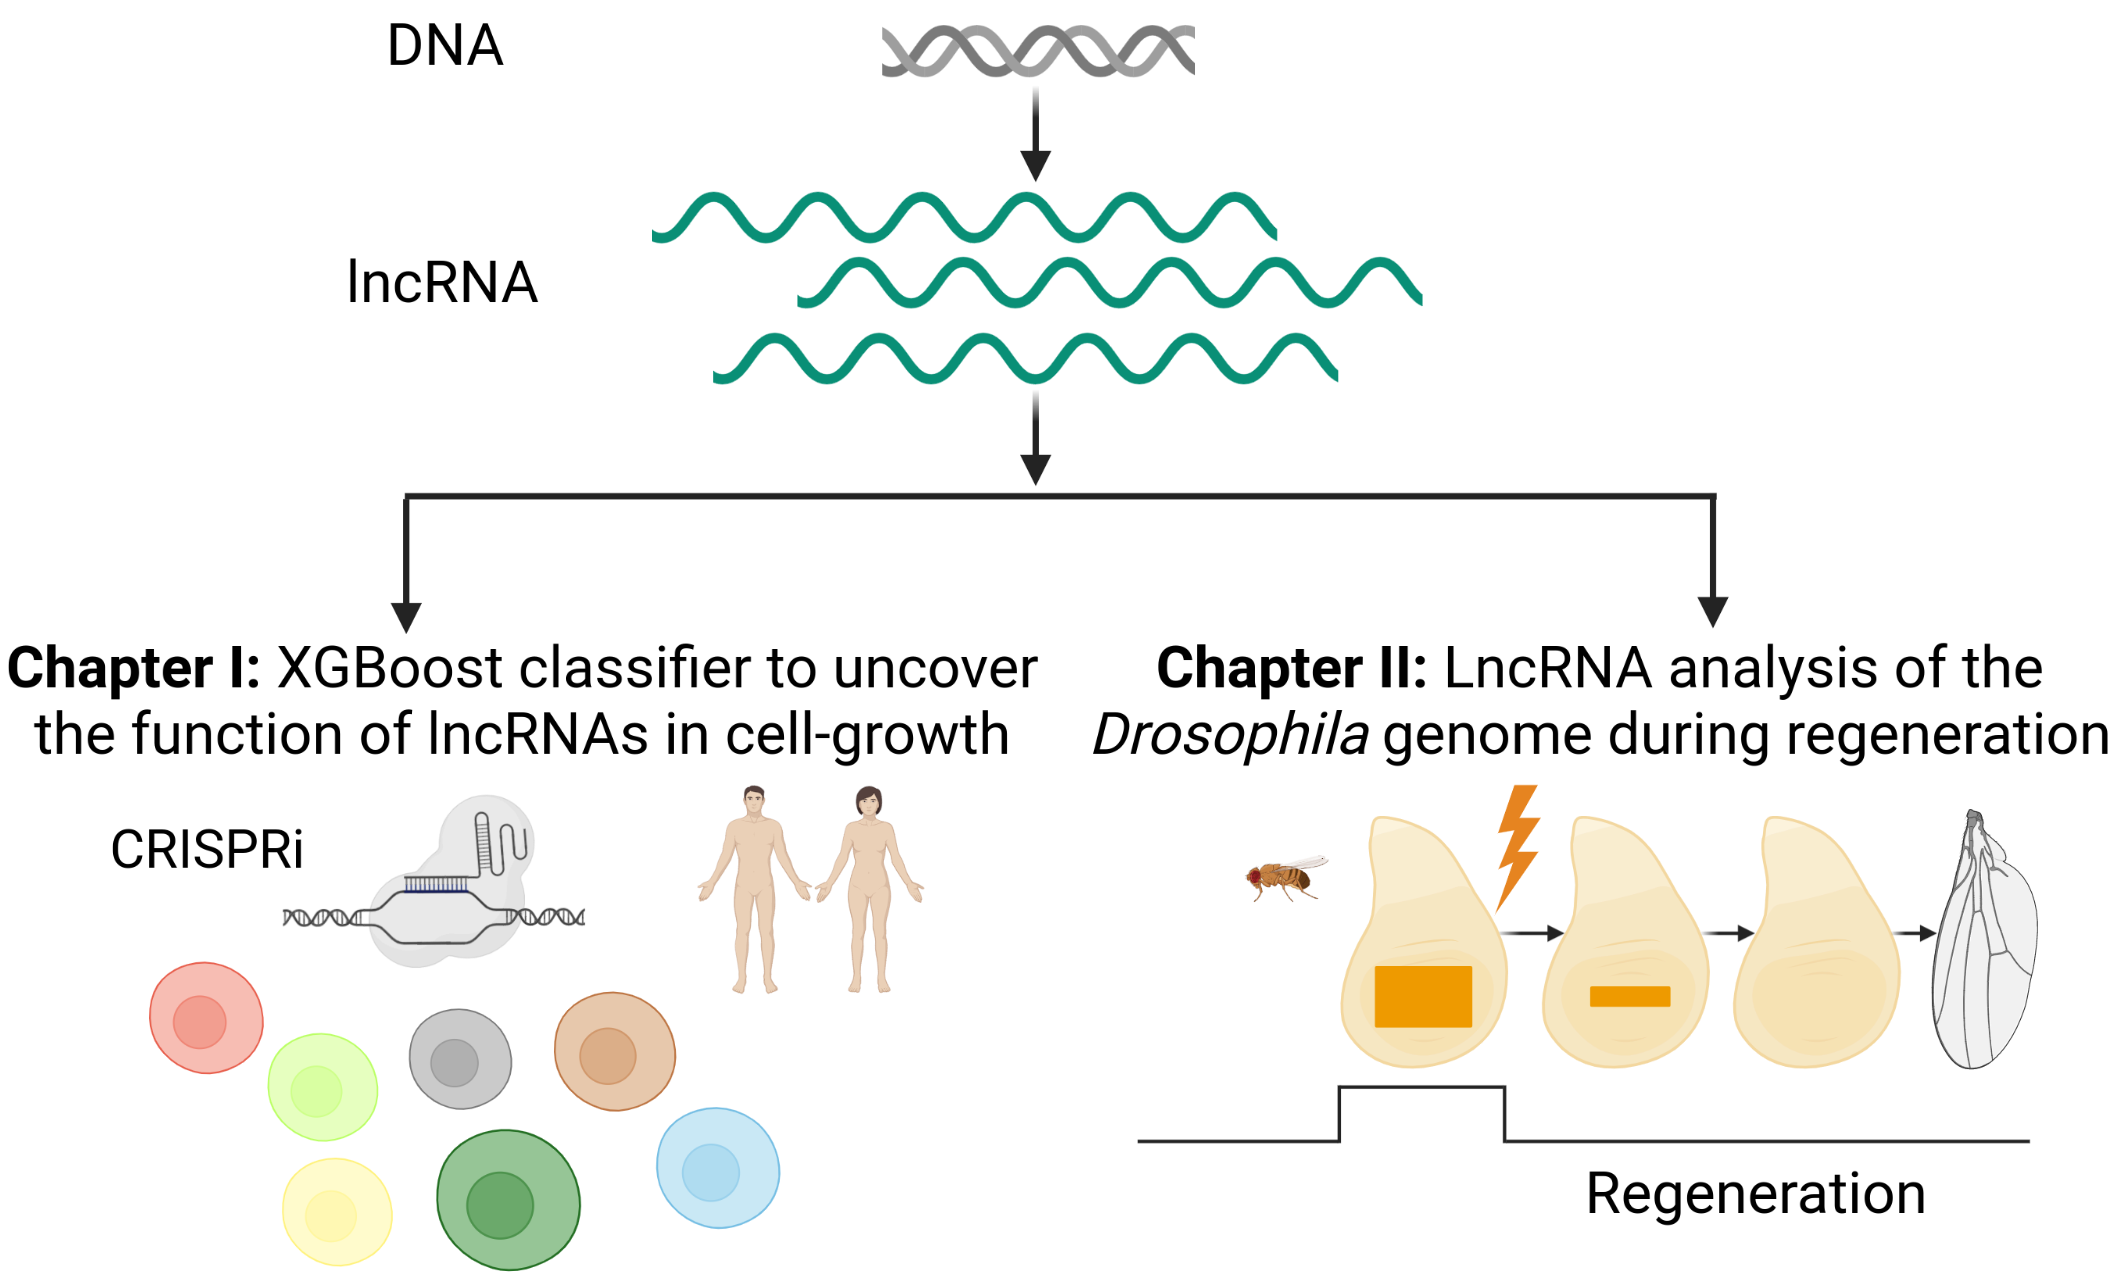 DNA
lncRNA
Chapter I: XGBoost classifier to uncover
the function of lncRNAs in cell-growth
CRISPRi
Chapter II: LncRNA analysis of the
Drosophila genome during regeneration
Regeneration